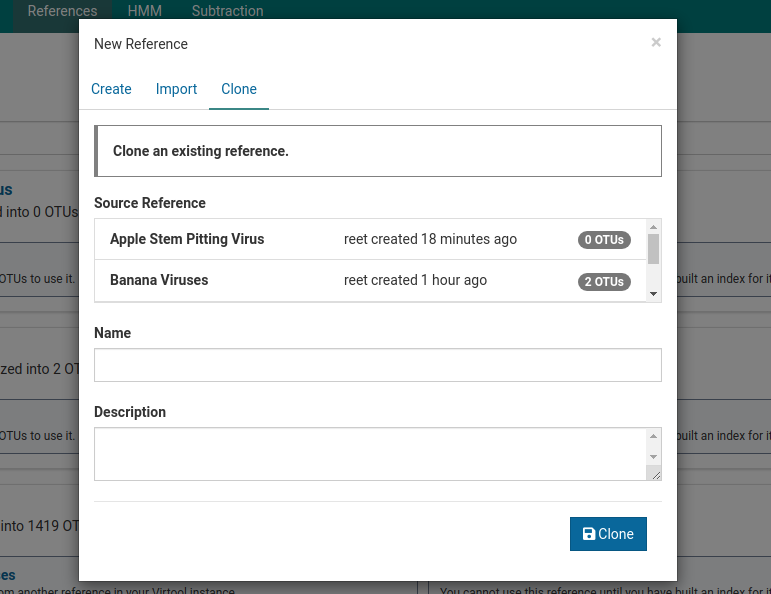 References HMM Subtraction
New Reference ×
Create Import Clone
Clone an existing reference.
us
d into 0 OTUs
Source Reference
Apple Stem Pitting Virus reet created 18 minutes ago 0 OTUs
OTUs to use it. built an index for it
Banana Viruses reet created 1 hour ago 2 OTUs
Name
zed into 2 OT
Description
OTUs to use it. built an index for it
into 1419 OT
Clone
es
om another reference in your Virtool instance. You cannot use this reference until you have built an index for it